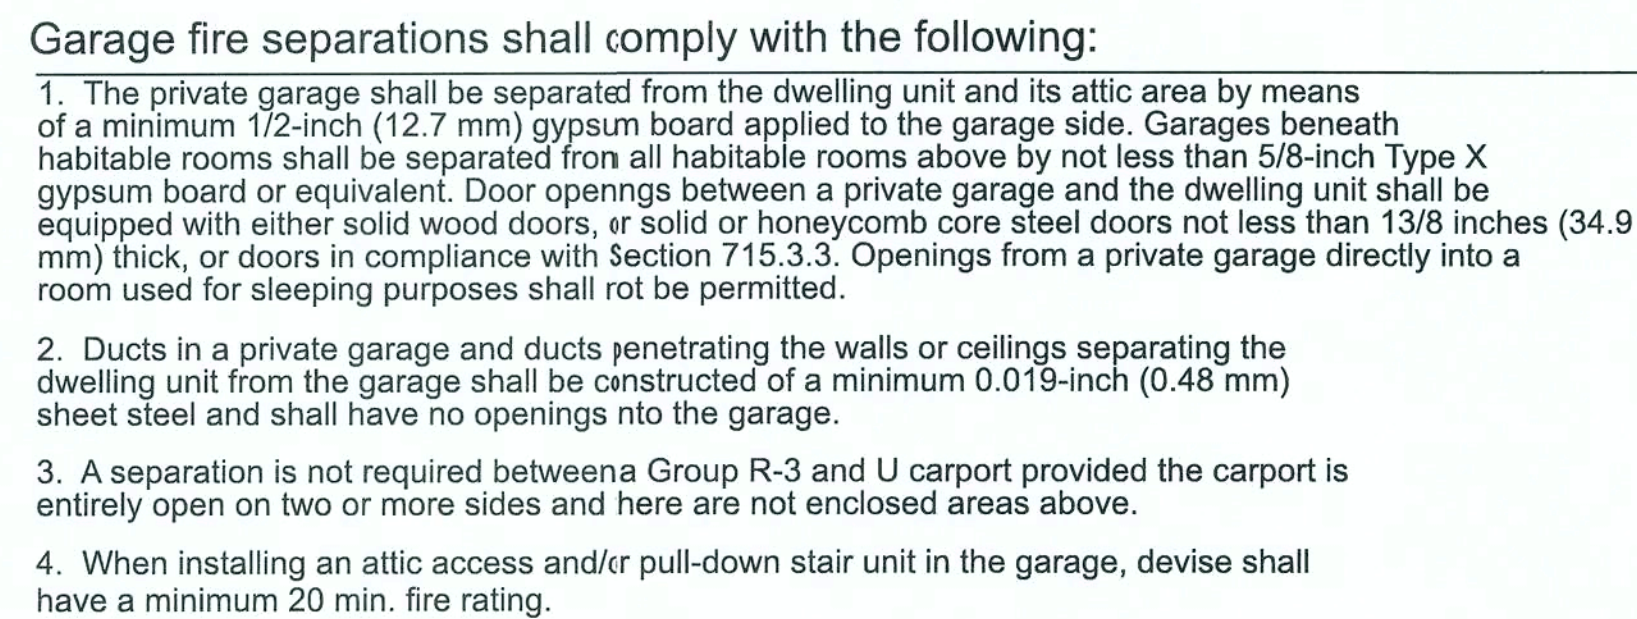 Garage fire separations shall comply with the following:
1. The private garage shall be separated from the dwelling unit and its attic area by means
of a minimum 1/2-inch (12.7 mm) gypsum board applied to the garage side. Garages beneath
habitable rooms shall be separated from all habitable rooms above by not less than 5/8-inch Type X
gypsum board or equivalent. Door openngs between a private garage and the dwelling unit shall be
equipped with either solid wood doors, or solid or honeycomb core steel doors not less than 13/8 inches (34.9
mm) thick, or doors in compliance with Section 715.3.3. Openings from a private garage directly into a
room used for sleeping purposes shall rot be permitted.
2. Ducts in a private garage and ducts penetrating the walls or ceilings separating the
dwelling unit from the garage shall be constructed of a minimum 0.019-inch (0.48 mm)
sheet steel and shall have no openings nto the garage.
3. A separation is not required betweena Group R-3 and U carport provided the carport is
entirely open on two or more sides and here are not enclosed areas above.
4. When installing an attic access and/or pull-down stair unit in the garage, devise shall
have a minimum 20 min. fire rating.